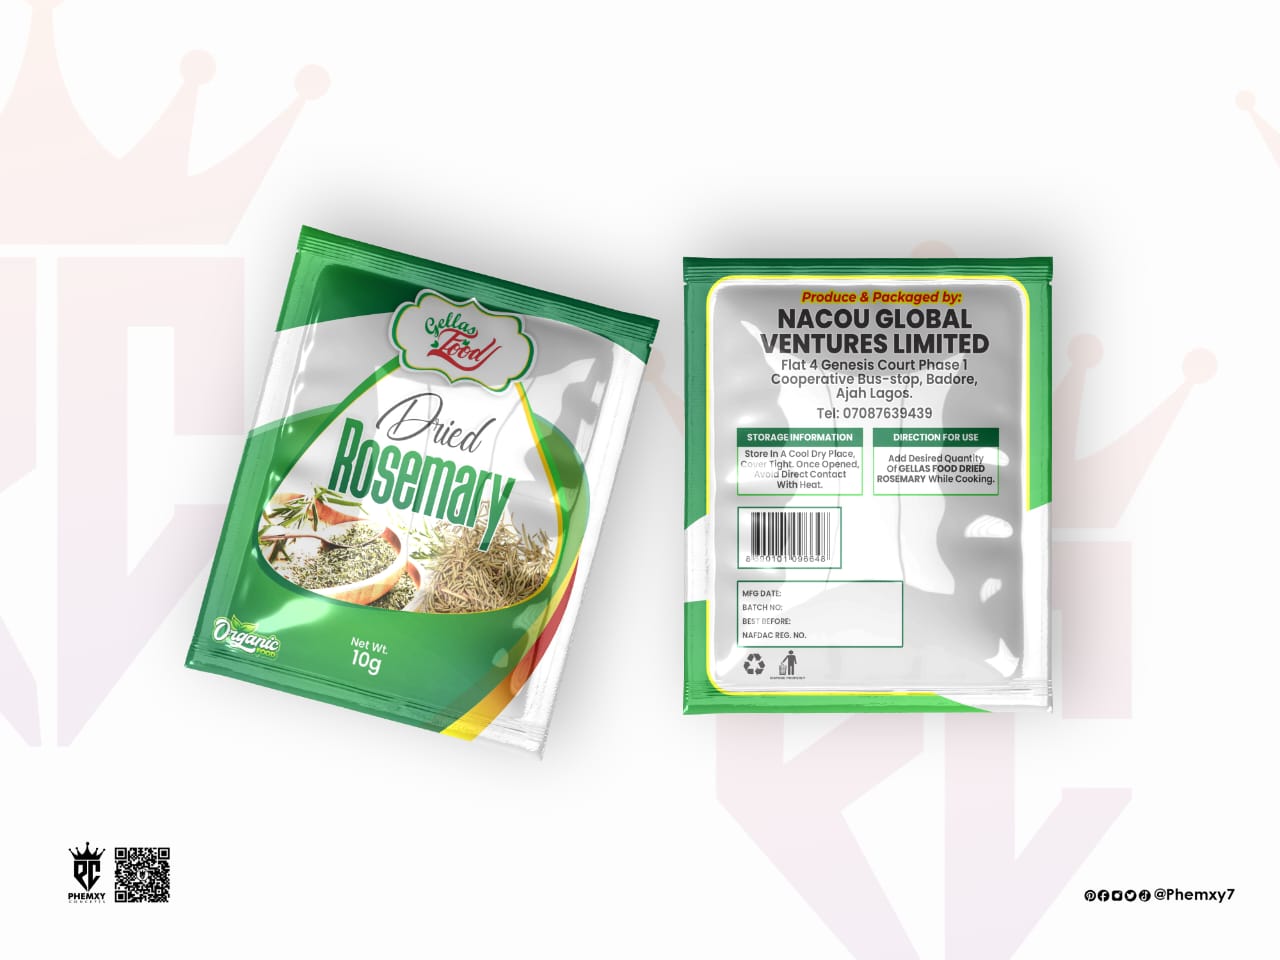 Gellas
Food
Dried
Rosemary
Organic
FOOD
Net Wt.
10g
Produce & Packaged by:
NACOU GLOBAL
VENTURES LIMITED
Flat 4 Genesis Court Phase 1
Cooperative Bus-stop, Badore,
Ajah Lagos.
Tel: 07087639439
STORAGE INFORMATION
Store In A Cool Dry Place,
Cover Tight. Once Opened,
Avoid Direct Contact
With Heat.
DIRECTION FOR USE
Add Desired Quantity
Of GELLAS FOOD DRIED
ROSEMARY While Cooking.
MFG DATE:
BATCH NO:
BEST BEFORE:
NAFDAC REG. NO.
PHEMXY
CONCEPTS
@Phemxy7